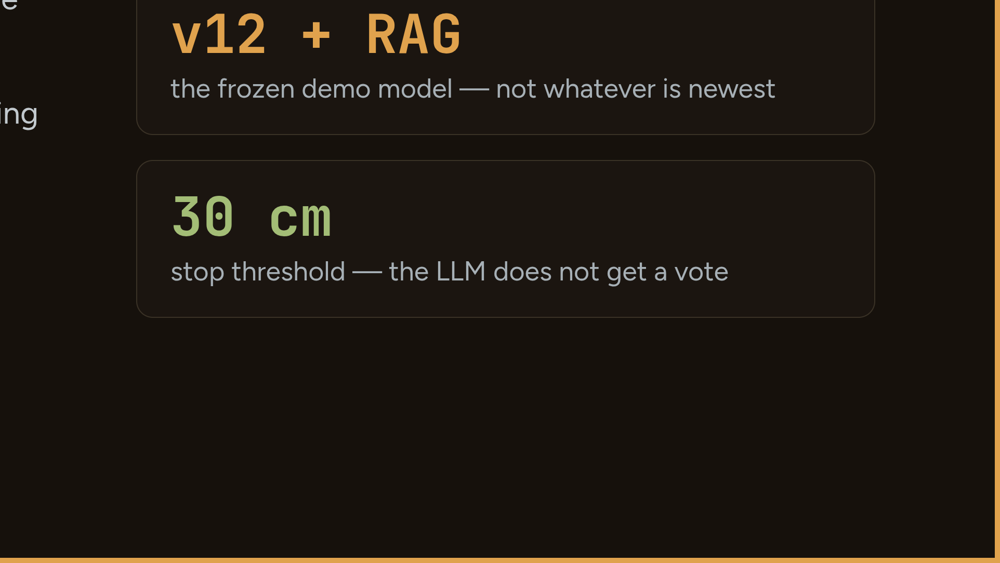 v12 + RAG
the frozen demo model — not whatever is newest
ing
30 cm
stop threshold — the LLM does not get a vote